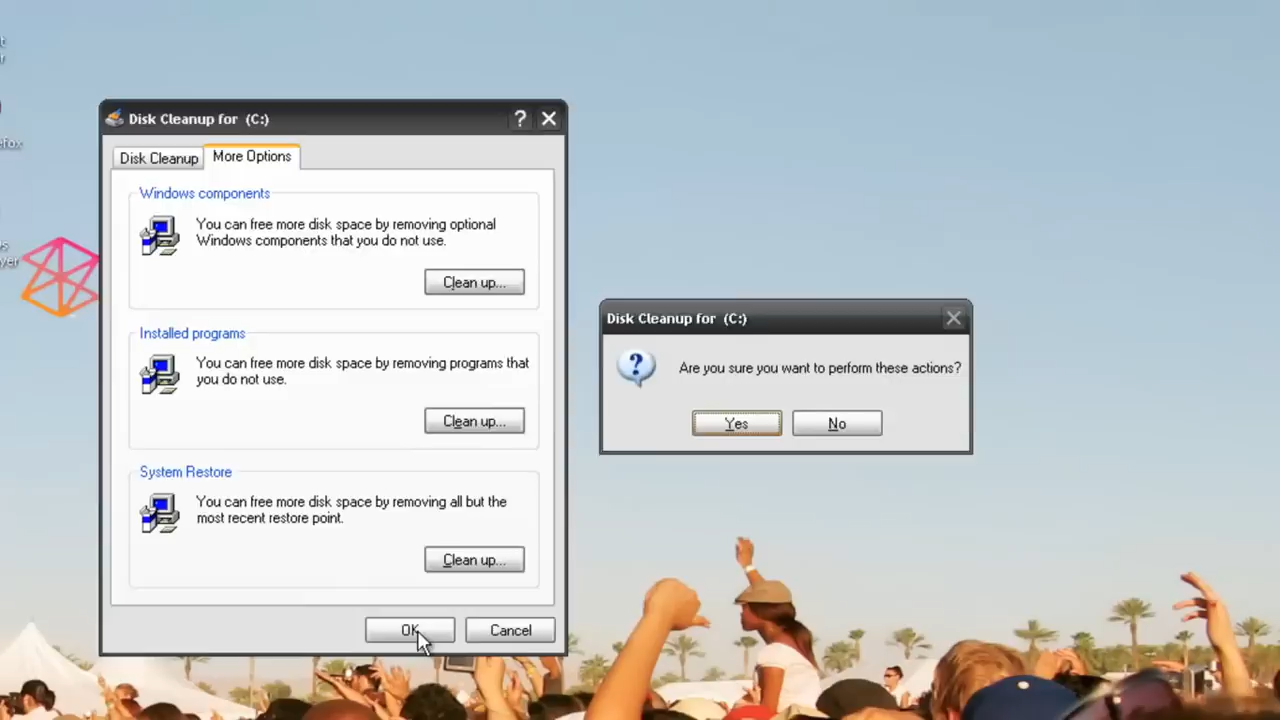 Disk Cleanup for (C:)
Disk Cleanup
More Options
Windows components
You can free more disk space by removing optional
Windows components that you do not use.
Clean up...
Installed programs
You can free more disk space by removing programs that
you do not use.
Clean up...
System Restore
You can free more disk space by removing all but the
most recent restore point.
Clean up...
OK
Cancel
Disk Cleanup for (C:)
Are you sure you want to perform these actions?
Yes
No